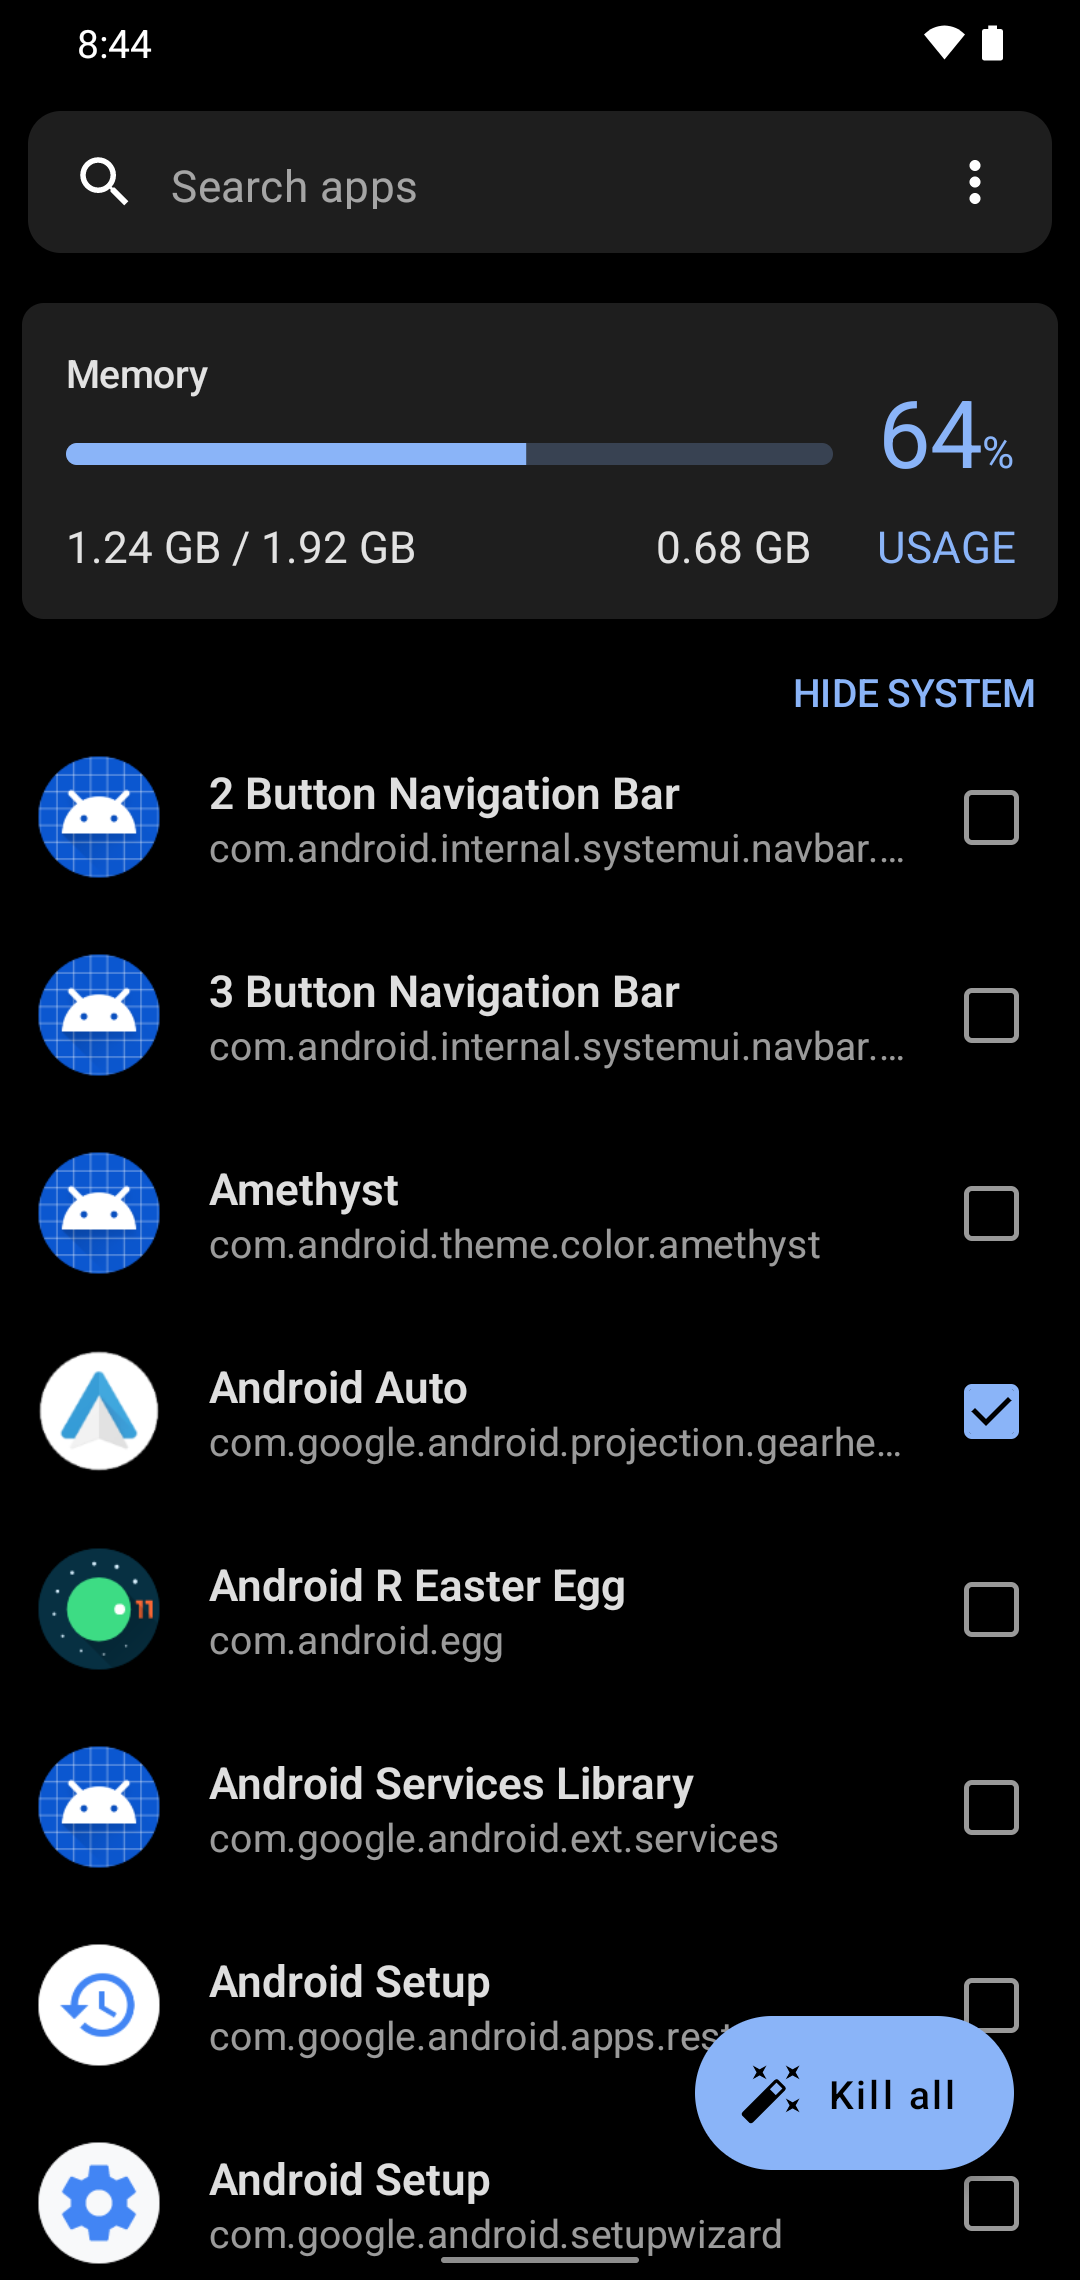 8:44
Search apps
Memory
64%
1.24 GB / 1.92 GB
0.68 GB
USAGE
HIDE SYSTEM
2 Button Navigation Bar
com.android.internal.systemui.navbar.…
3 Button Navigation Bar
com.android.internal.systemui.navbar.…
Amethyst
com.android.theme.color.amethyst
Android Auto
com.google.android.projection.gearhe…
11
Android R Easter Egg
com.android.egg
Android Services Library
com.google.android.ext.services
Android Setup
com.google.android.apps.rest
Kill all
Android Setup
com.google.android.setupwizard